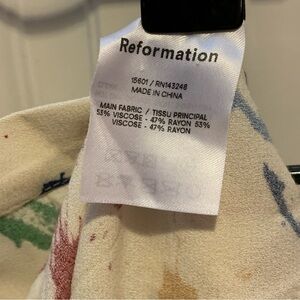 Reformation
15601 / RN143248
MADE IN CHINA
MAIN FABRIC / TISSU PRINCIPAL
53% VISCOSE - 47% RAYON 53%
VISCOSE - 47% RAYON